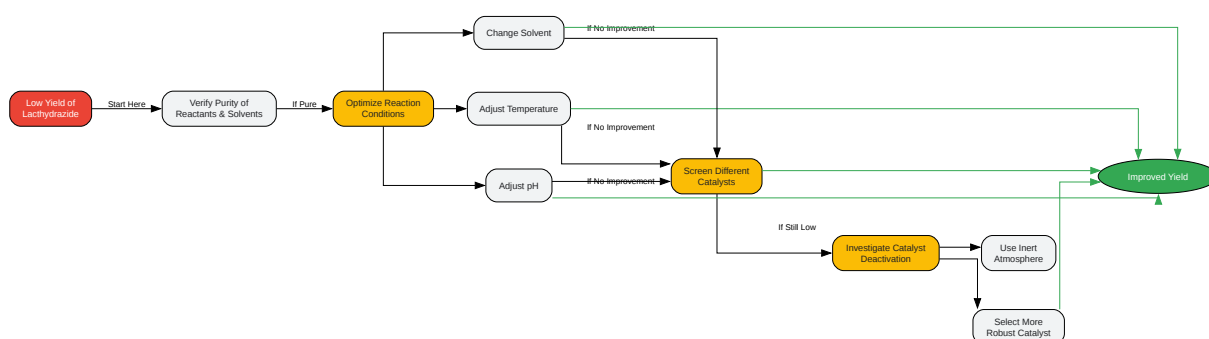 Change Solvent
If No Improvement
Low Yield of
Lacthydrazide
Start Here
Verify Purity of
Reactants & Solvents
If Pure
Optimize Reaction
Conditions
Adjust Temperature
If No Improvement
Adjust pH
If No Improvement
Screen Different
Catalysts
Improved Yield
If Still Low
Investigate Catalyst
Deactivation
Use Inert
Atmosphere
Select More
Robust Catalyst